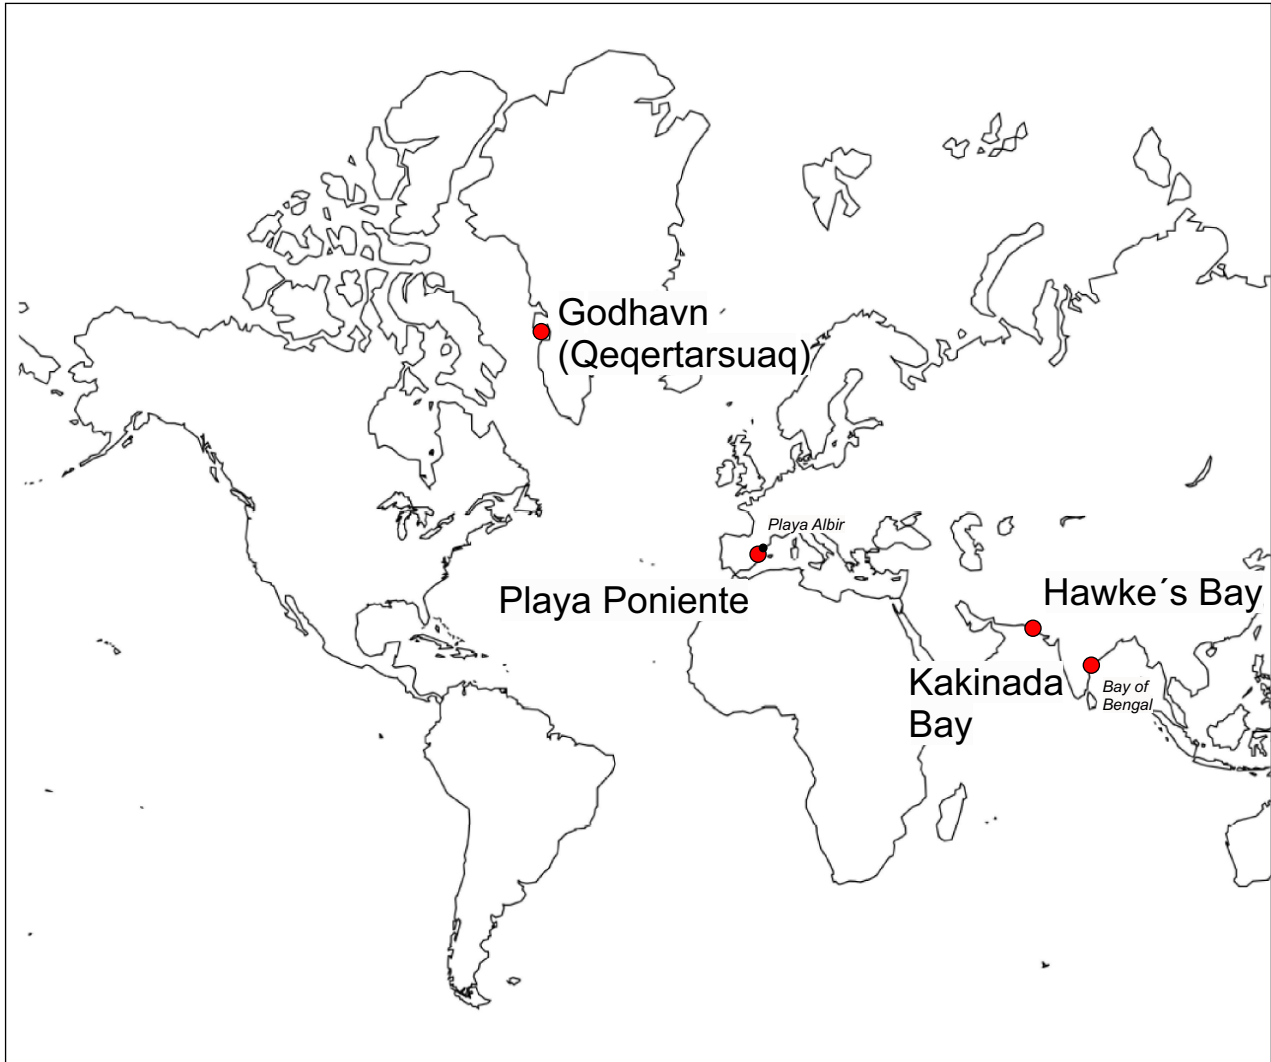 Godhavn
(Qeqertarsuaq)
Playa Albir
Playa Poniente
Hawke´s Bay
Kakinada
Bay
Bay of
Bengal